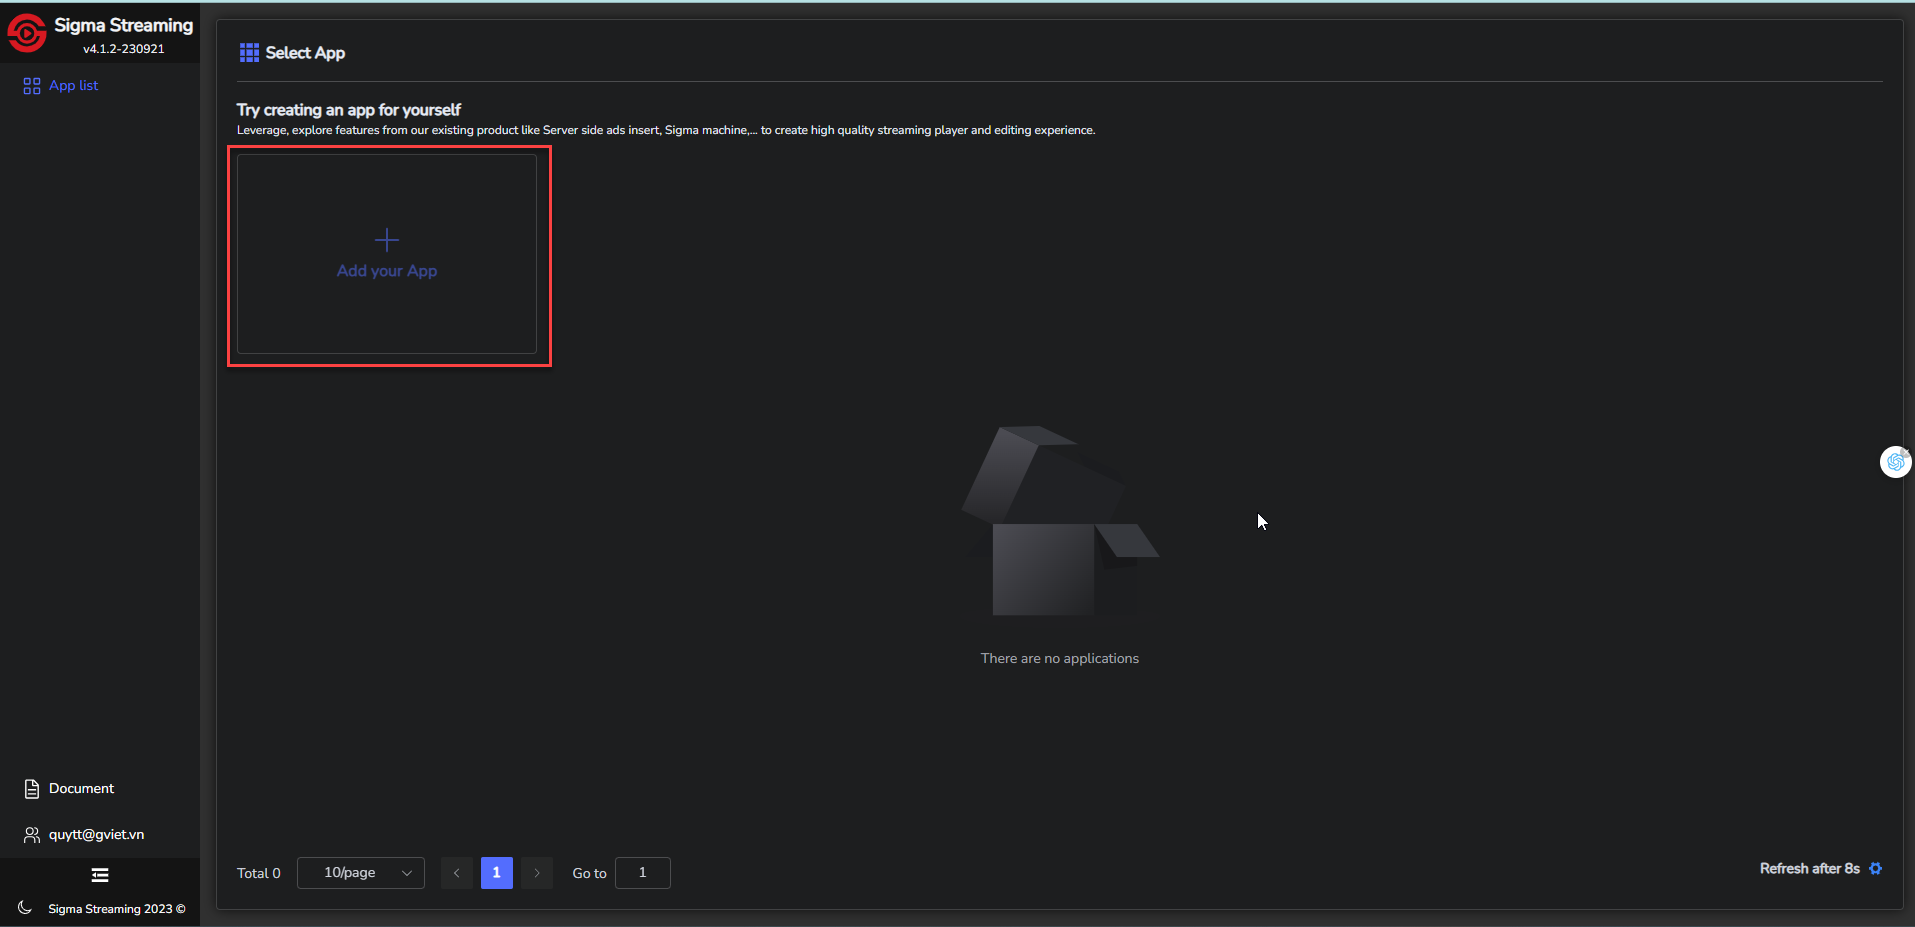 Sigma Streaming
v4.1.2-230921
App list
Select App
Try creating an app for yourself
Leverage, explore features from our existing product like Server side ads insert, Sigma machine,... to create high quality streaming player and editing experience.
Add your App
There are no applications
Document
quytt@gviet.vn
Total 0
10/page
1
Go to
1
Refresh after 8s
Sigma Streaming 2023 ©